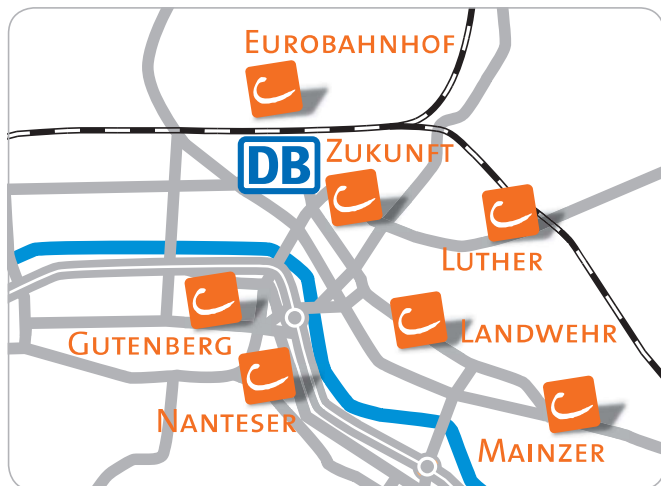 EUROBAHNHOF
DB
ZUKUNFT
LUTHER
GUTENBERG
LANDWEHR
NANTESER
MAINZER